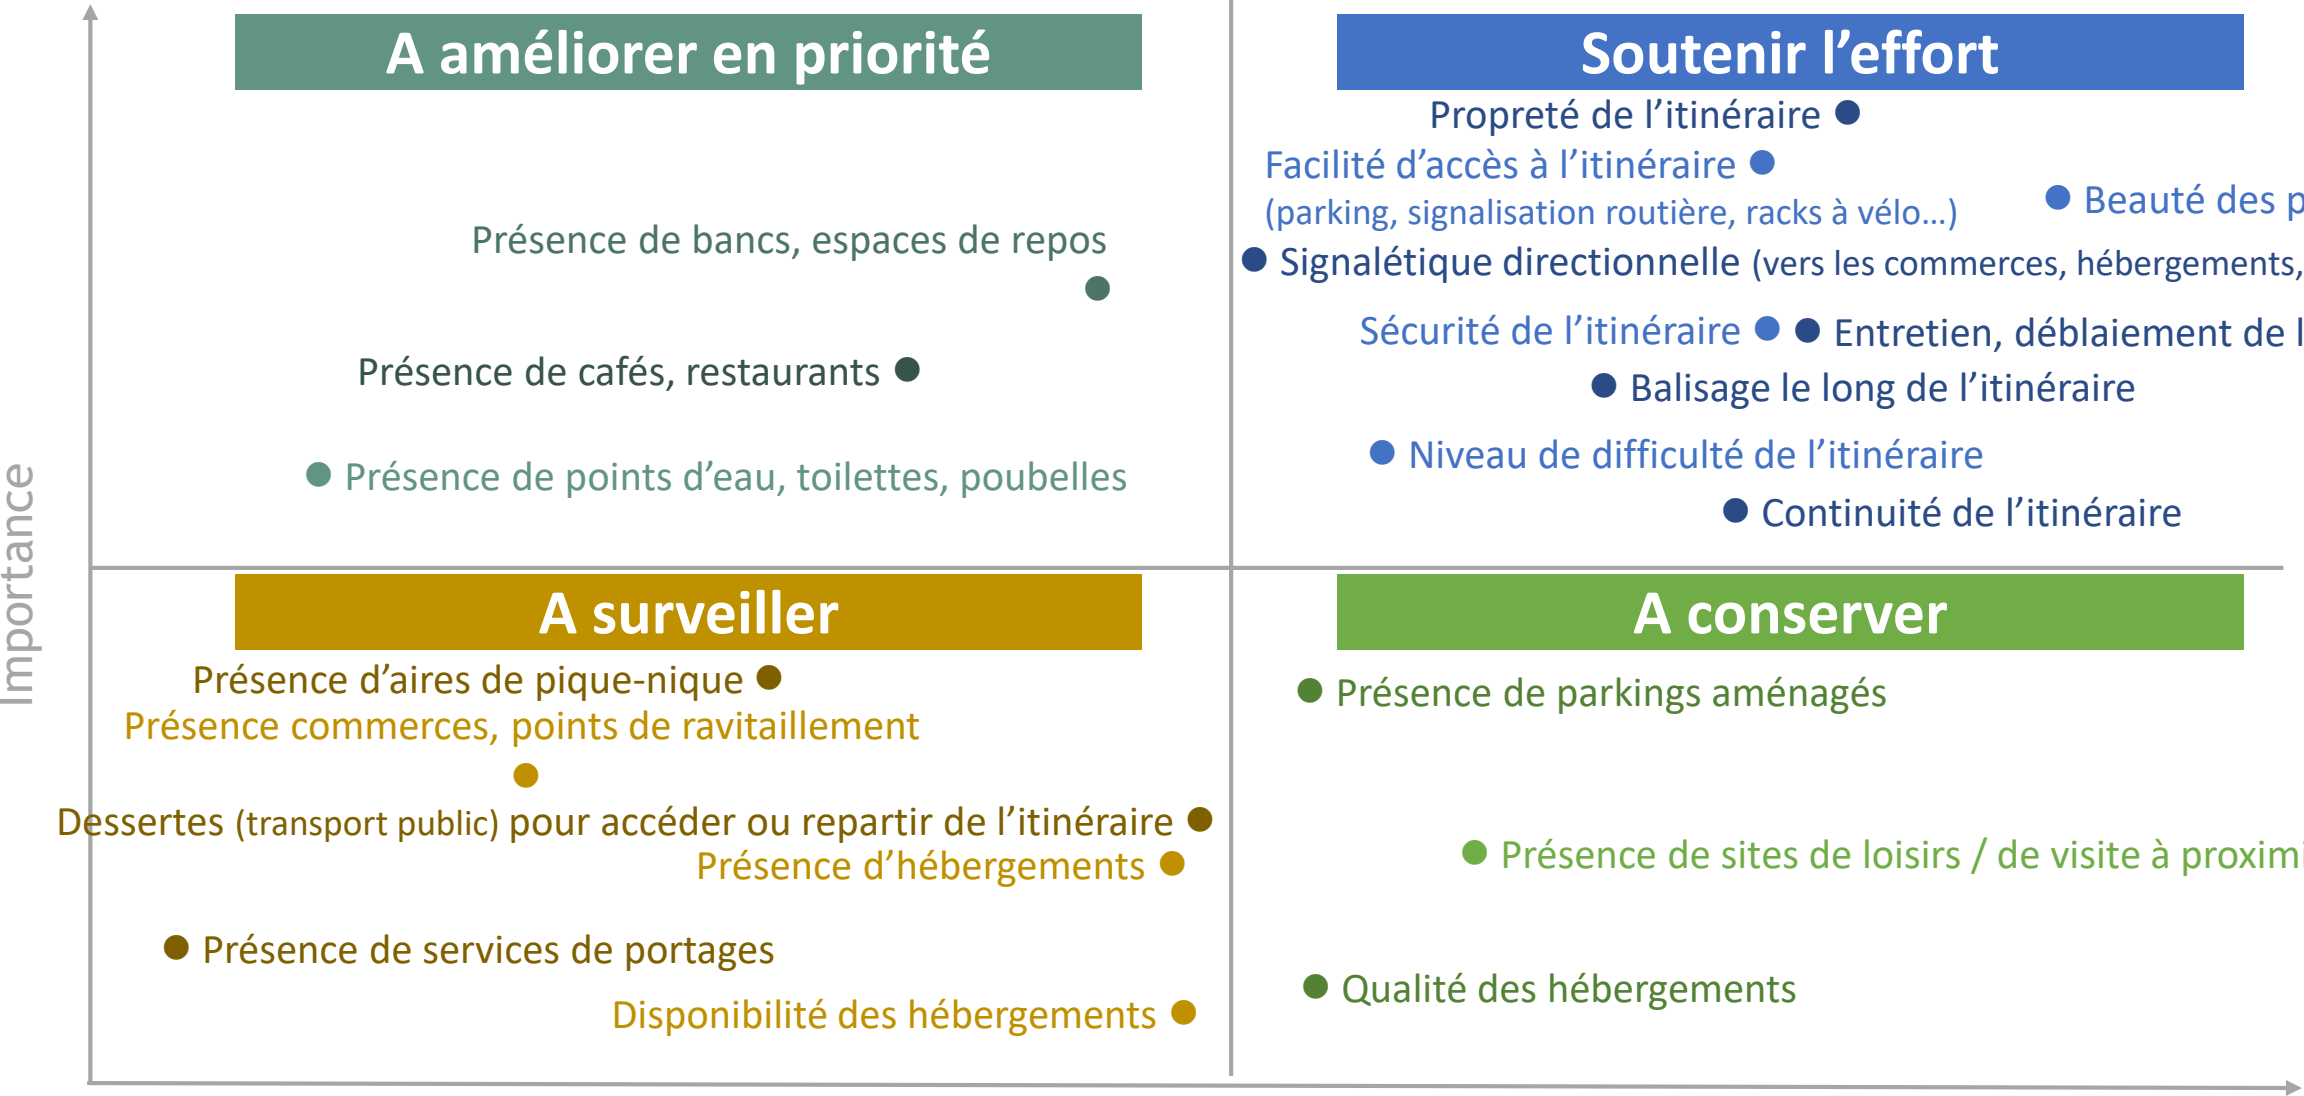 A améliorer en priorité
Présence de bancs, espaces de repos
Présence de cafés, restaurants
Présence de points d’eau, toilettes, poubelles
Soutenir l’effort
Propreté de l’itinéraire
Facilité d’accès à l’itinéraire
(parking, signalisation routière, racks à vélo…)
Beauté des
Signalétique directionnelle (vers les commerces, hébergements,
Sécurité de l’itinéraire
Entretien, déblaiement de
Balisage le long de l’itinéraire
Niveau de difficulté de l’itinéraire
Continuité de l’itinéraire
Importance
A surveiller
Présence d’aires de pique-nique
Présence commerces, points de ravitaillement
Dessertes (transport public) pour accéder ou repartir de l’itinéraire
Présence d’hébergements
Présence de services de portages
Disponibilité des hébergements
A conserver
Présence de parkings aménagés
Présence de sites de loisirs / de visite à
Qualité des hébergements